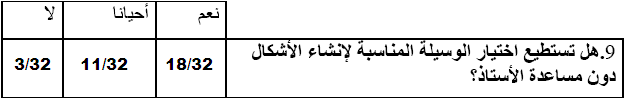 نعم أحيانا لا
9.هل تستطيع اختيار الوسيلة المناسبة لإنشاء الأشكال 18/32 11/32 3/32
دون مساعدة الأستاذ؟